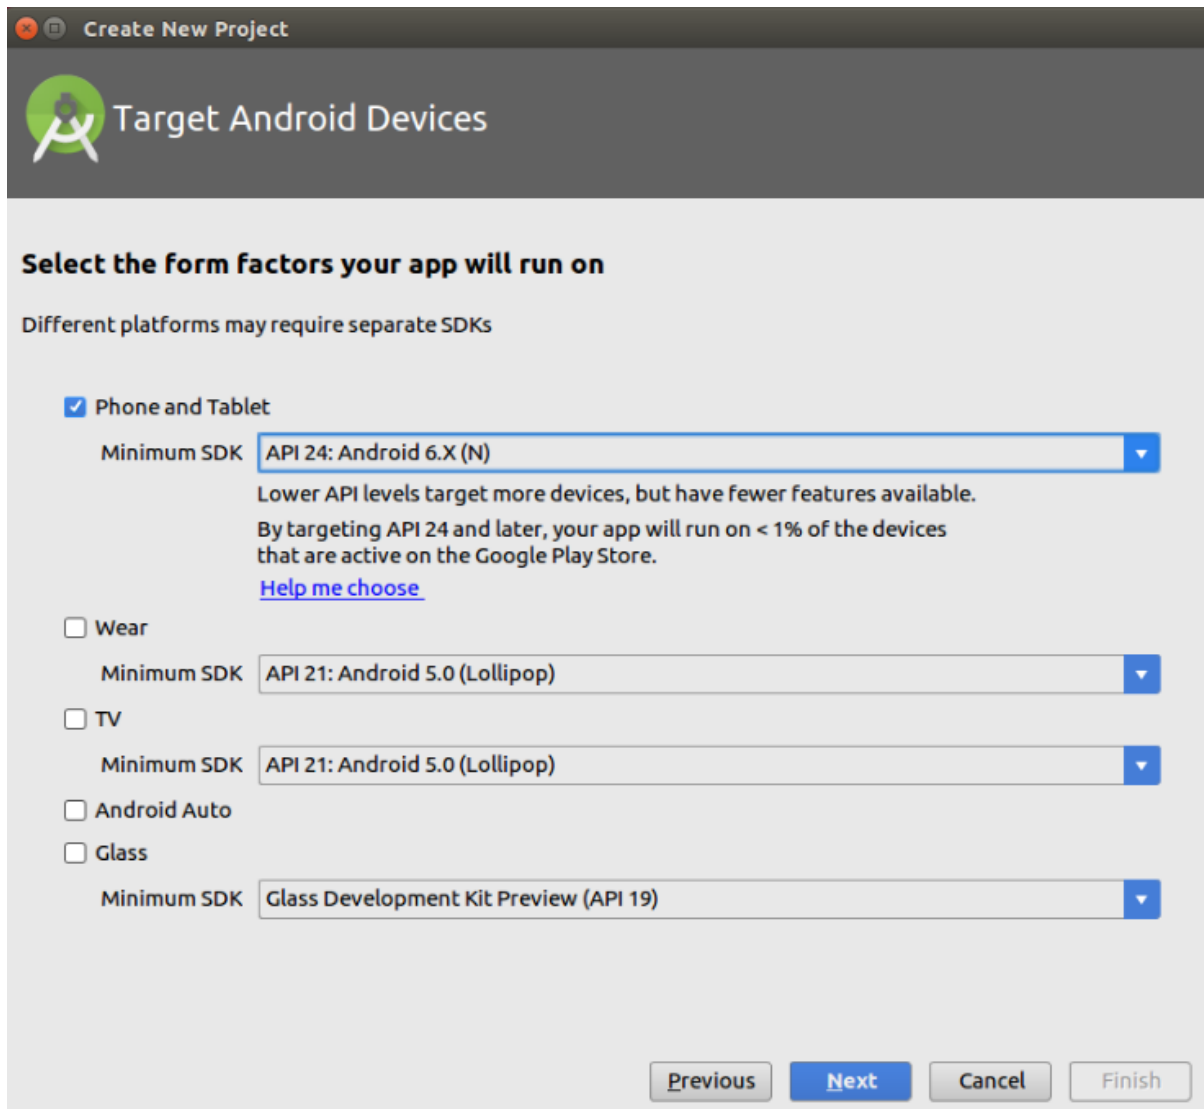 Create New Project
Target Android Devices
Select the form factors your app will run on
Different platforms may require separate SDKs
Phone and Tablet
Minimum SDK API 24: Android 6.X (N)
Lower API levels target more devices, but have fewer features available.
By targeting API 24 and later, your app will run on < 1% of the devices
that are active on the Google Play Store.
Help me choose
Wear
Minimum SDK API 21: Android 5.0 (Lollipop)
TV
Minimum SDK API 21: Android 5.0 (Lollipop)
Android Auto
Glass
Minimum SDK Glass Development Kit Preview (API 19)
Previous Next Cancel Finish